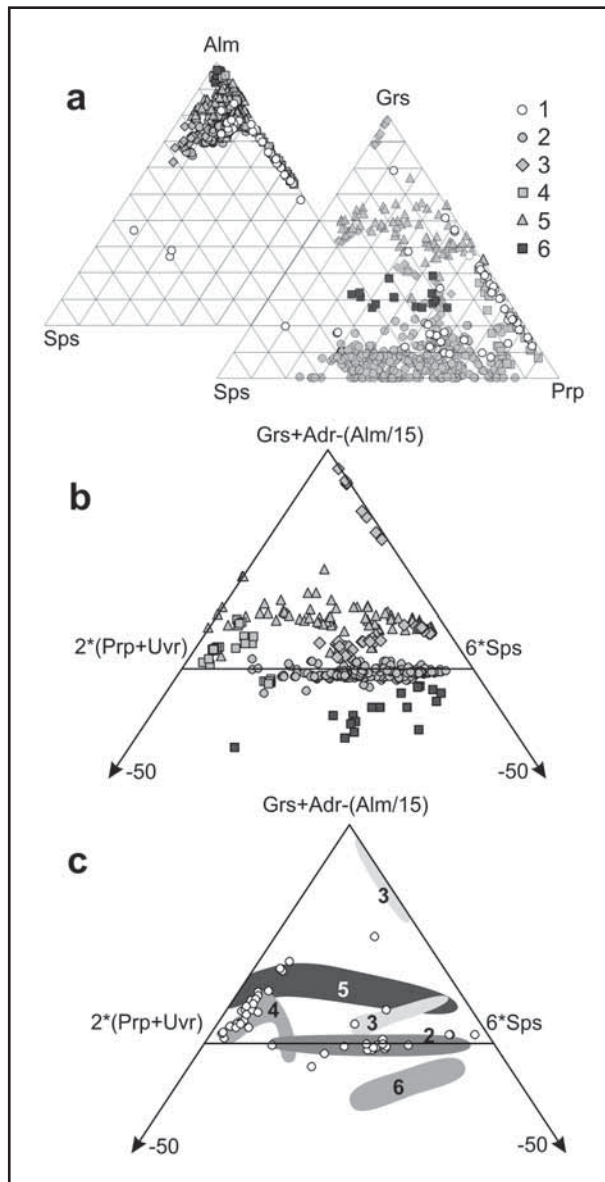 Alm
a
Grs
1
2
3
4
5
6
Sps
Sps
Prp
Grs+Adr-(Alm/15)
b
2*(Prp+Uvr)
6*Sps
-50
-50
Grs+Adr-(Alm/15)
c
3
5
4
2*(Prp+Uvr)
3
2
6*Sps
6
-50
-50